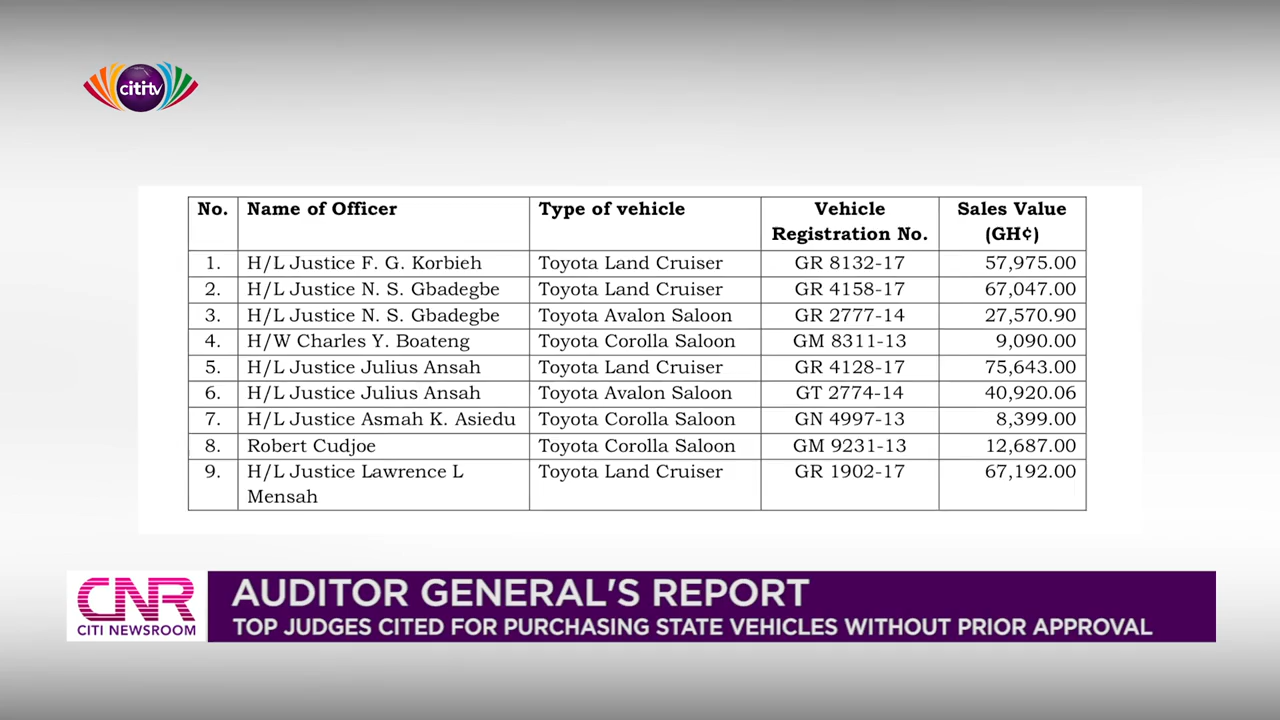 cititv
No. Name of Officer Type of vehicle Vehicle Sales Value
Registration No. (GH¢)
1. H/L Justice F. G. Korbieh Toyota Land Cruiser GR 8132-17 57,975.00
2. H/L Justice N. S. Gbadegbe Toyota Land Cruiser GR 4158-17 67,047.00
3. H/L Justice N. S. Gbadegbe Toyota Avalon Saloon GR 2777-14 27,570.90
4. H/W Charles Y. Boateng Toyota Corolla Saloon GM 8311-13 9,090.00
5. H/L Justice Julius Ansah Toyota Land Cruiser GR 4128-17 75,643.00
6. H/L Justice Julius Ansah Toyota Avalon Saloon GT 2774-14 40,920.06
7. H/L Justice Asmah K. Asiedu Toyota Corolla Saloon GN 4997-13 8,399.00
8. Robert Cudjoe Toyota Corolla Saloon GM 9231-13 12,687.00
9. H/L Justice Lawrence L Toyota Land Cruiser GR 1902-17 67,192.00
Mensah
CNR
CITI NEWSROOM
AUDITOR GENERAL'S REPORT
TOP JUDGES CITED FOR PURCHASING STATE VEHICLES WITHOUT PRIOR APPROVAL